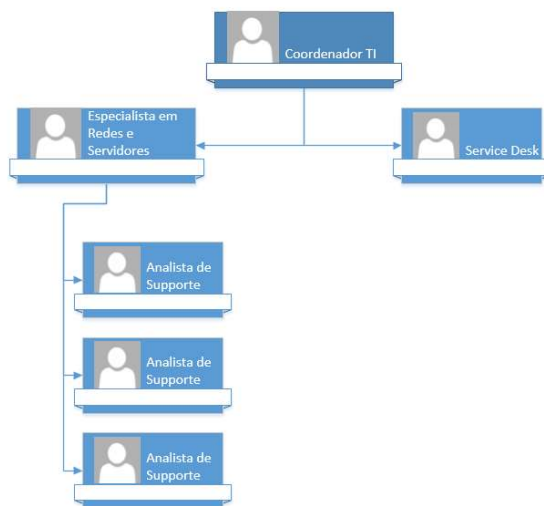 Coordenador TI
Especialista em
Redes e
Servidores
Service Desk
Analista de
Supporte
Analista de
Supporte
Analista de
Supporte